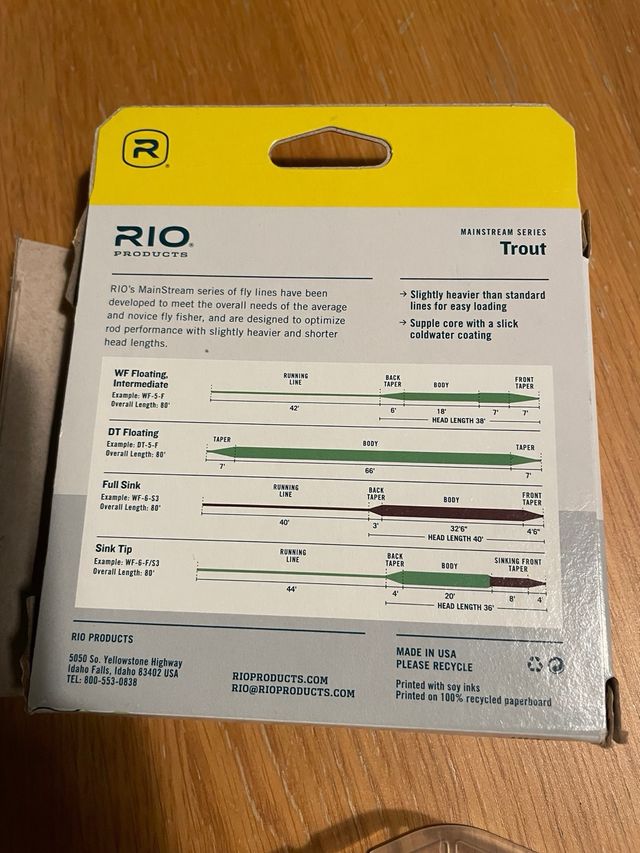 R
RIO®
PRODUCTS
MAINSTREAM SERIES
Trout
RIO's MainStream series of fly lines have been
developed to meet the overall needs of the average
and novice fly fisher, and are designed to optimize
rod performance with slightly heavier and shorter
head lengths.
→ Slightly heavier than standard
lines for easy loading
→ Supple core with a slick
coldwater coating
WF Floating,
Intermediate
Example: WF-5-F
Overall Length: 80'
RUNNING
LINE
BACK
TAPER
BODY
FRONT
TAPER
42'
6'
18'
7'
7'
HEAD LENGTH 38'
DT Floating
Example: DT-5-F
Overall Length: 80'
TAPER
BODY
TAPER
7'
66'
7'
Full Sink
Example: WF-6-S3
Overall Length: 80'
RUNNING
LINE
BACK
TAPER
BODY
FRONT
TAPER
40'
3'
32'6"
4'6"
HEAD LENGTH 40'
Sink Tip
Example: WF-6-F/S3
Overall Length: 80'
RUNNING
LINE
BACK
TAPER
BODY
SINKING FRONT
TAPER
44'
4'
20'
8'
4'
HEAD LENGTH 36'
RIO PRODUCTS
5050 So. Yellowstone Highway
Idaho Falls, Idaho 83402 USA
TEL: 800-553-0838
RIOPRODUCTS.COM
RIO@RIOPRODUCTS.COM
MADE IN USA
PLEASE RECYCLE
Printed with soy inks
Printed on 100% recycled paperboard